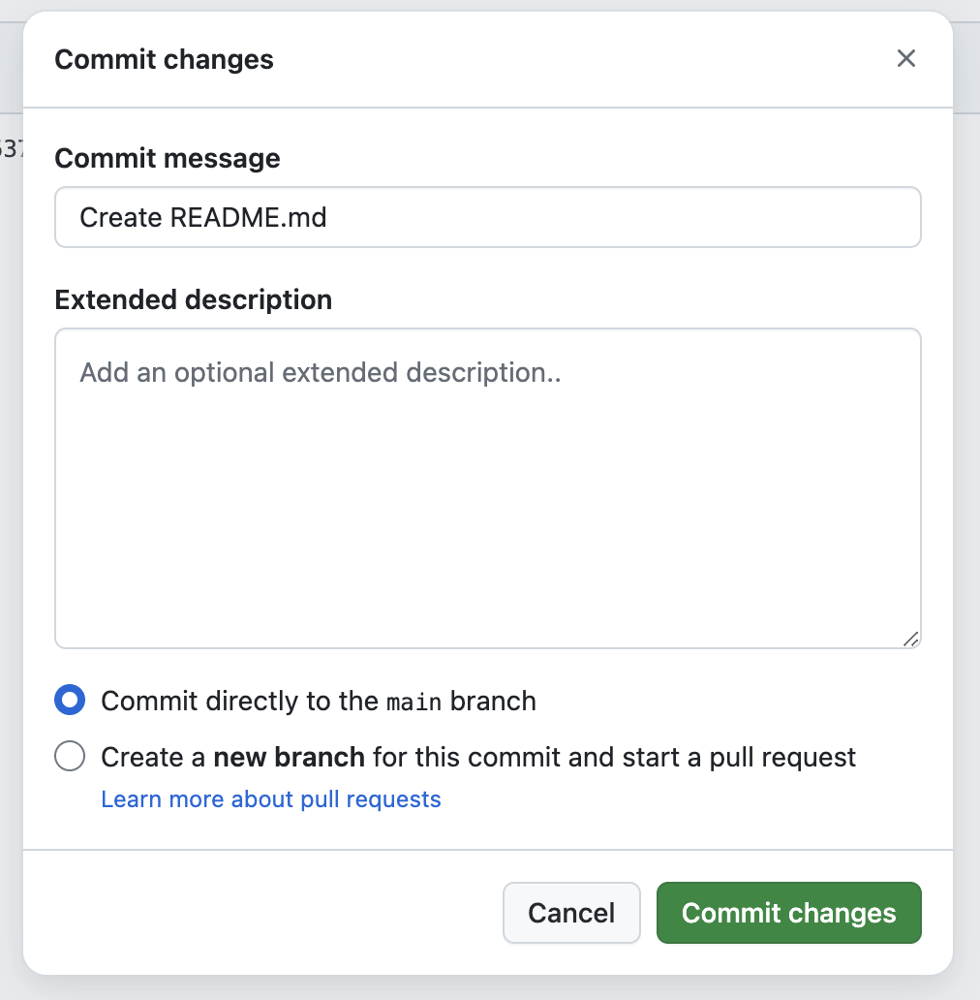 Commit changes
Commit message
Create README.md
Extended description
Add an optional extended description..
Commit directly to the main branch
Create a new branch for this commit and start a pull request
Learn more about pull requests
Cancel
Commit changes